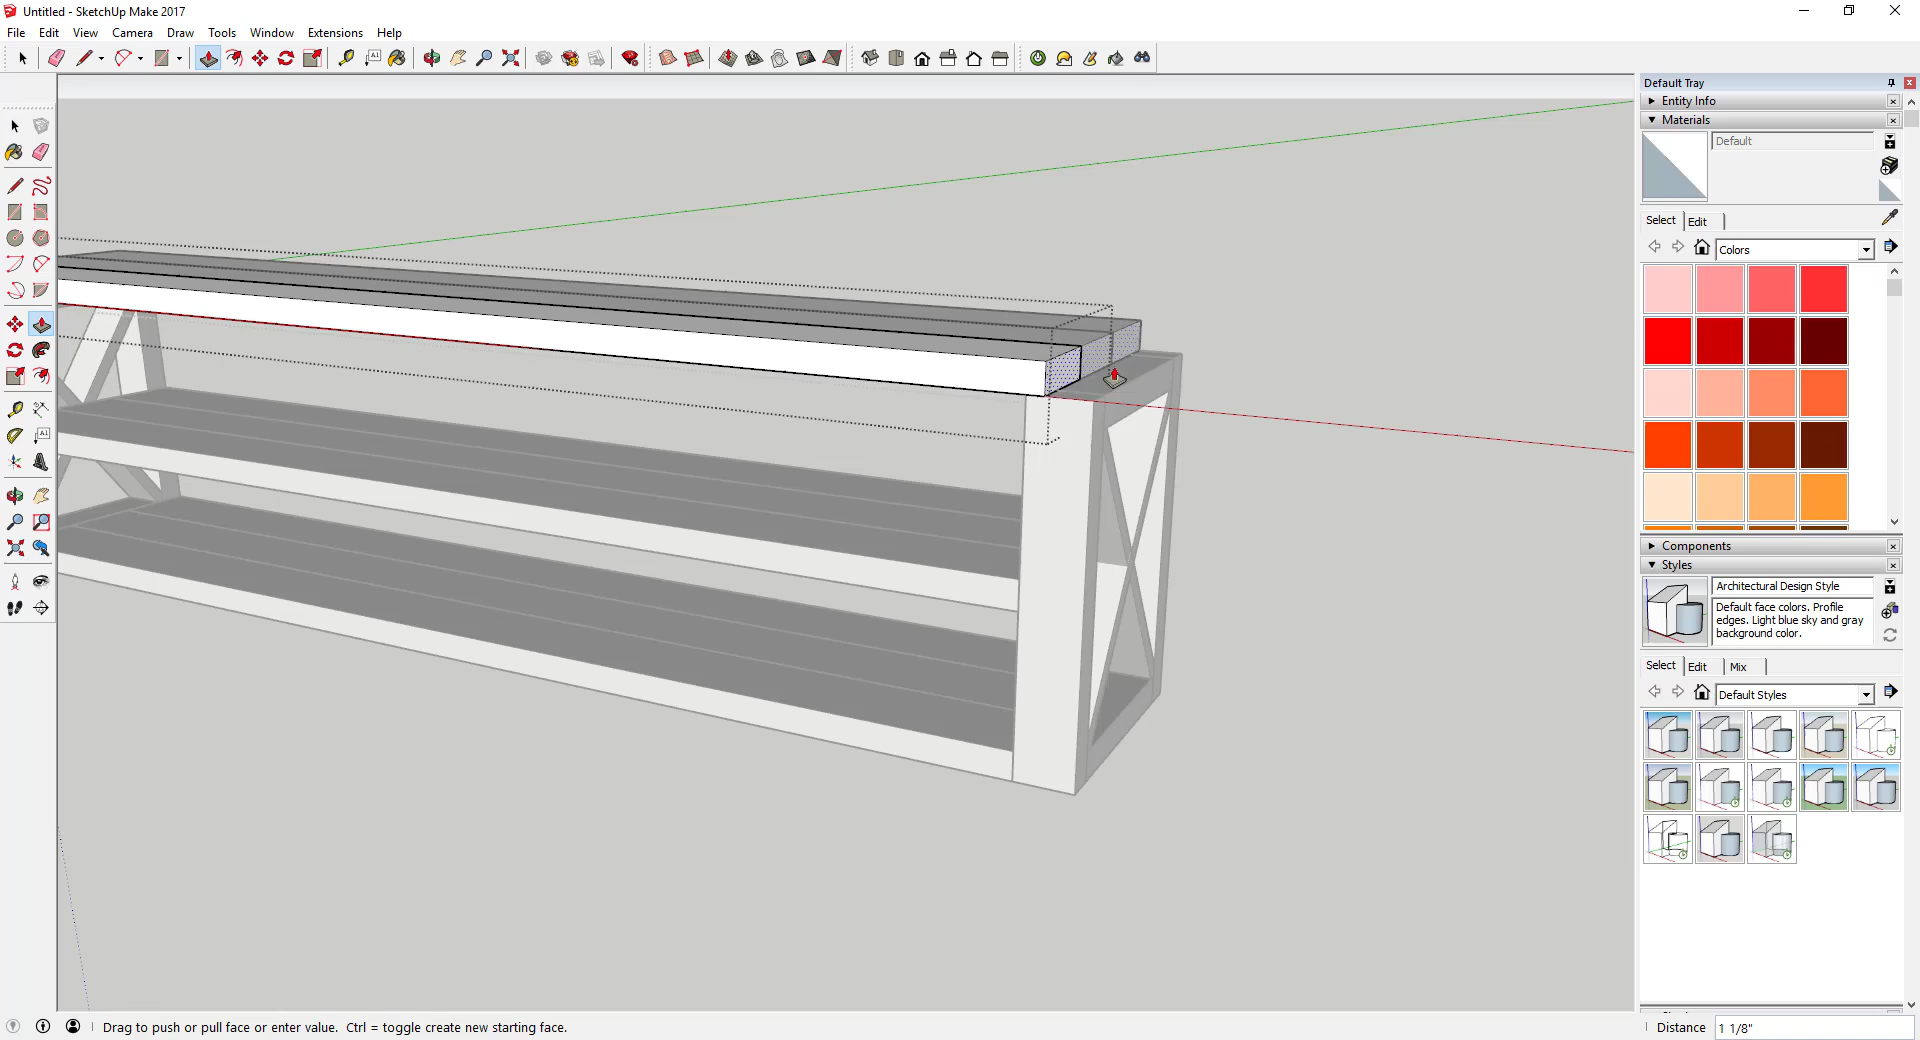 Untitled - SketchUp Make 2017
File Edit View Camera Draw Tools Window Extensions Help
Default Tray
Entity Info
Materials
Default
Select Edit
Colors
Components
Styles
Architectural Design Style
Default face colors. Profile
edges. Light blue sky and gray
background color.
Select Edit Mix
Default Styles
Drag to push or pull face or enter value. Ctrl = toggle create new starting face.
Distance 1 1/8"